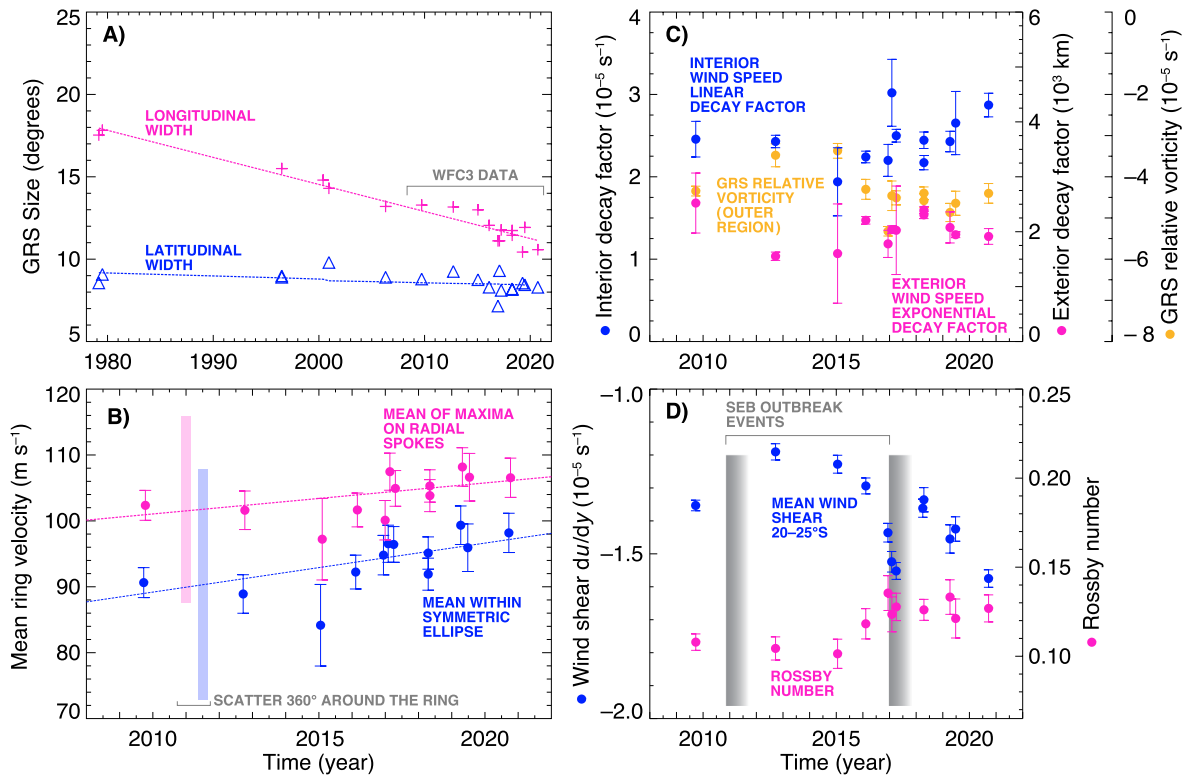 A)
25
20
15
10
5
GRS Size (degrees)
LONGITUDINAL
WIDTH
WFC3 DATA
LATITUDINAL
WIDTH
1980
1990
2000
2010
2020
B)
120
110
100
90
80
70
Mean ring velocity (m s⁻¹)
MEAN OF MAXIMA
ON RADIAL
SPOKES
MEAN WITHIN
SYMMETRIC
ELLIPSE
SCATTER 360° AROUND THE RING
2010
2015
2020
Time (year)
C)
4
3
2
1
0
Interior decay factor (10⁻⁵ s⁻¹)
INTERIOR
WIND SPEED
LINEAR
DECAY FACTOR
GRS RELATIVE
VORTICITY
(OUTER
REGION)
EXTERIOR
WIND SPEED
EXPONENTIAL
DECAY FACTOR
2010
2015
2020
6
4
2
0
Exterior decay factor (10³ km)
0
−2
−4
−6
−8
GRS relative vorticity (10⁻⁵ s⁻¹)
D)
−1.0
−1.5
−2.0
Wind shear du/dy (10⁻⁵ s⁻¹)
SEB OUTBREAK
EVENTS
MEAN WIND
SHEAR
20–25°S
ROSSBY
NUMBER
2010
2015
2020
Time (year)
0.25
0.20
0.15
0.10
Rossby number